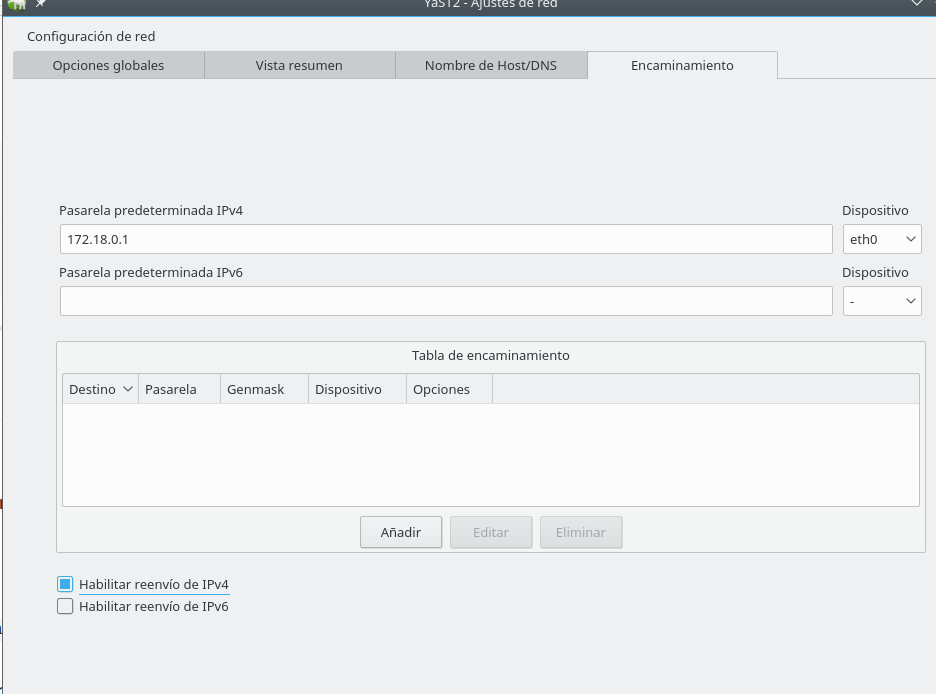 YaST2 - Ajustes de red
Configuración de red
Opciones globales Vista resumen Nombre de Host/DNS Encaminamiento
Pasarela predeterminada IPv4 Dispositivo
172.18.0.1 eth0
Pasarela predeterminada IPv6 Dispositivo
-
Tabla de encaminamiento
Destino Pasarela Genmask Dispositivo Opciones
Añadir Editar Eliminar
Habilitar reenvío de IPv4
Habilitar reenvío de IPv6